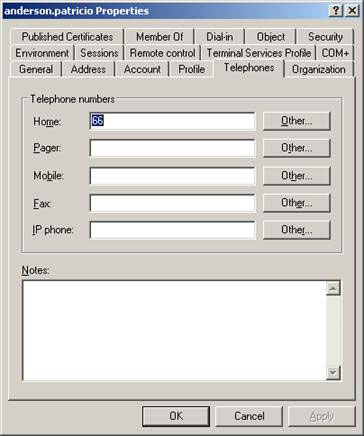 anderson.patricio Properties
Published Certificates Member Of Dial-in Object Security
Environment Sessions Remote control Terminal Services Profile COM+
General Address Account Profile Telephones Organization
Telephone numbers
Home: 66 Other...
Pager: Other...
Mobile: Other...
Fax: Other...
IP phone: Other...
Notes:
OK Cancel Apply